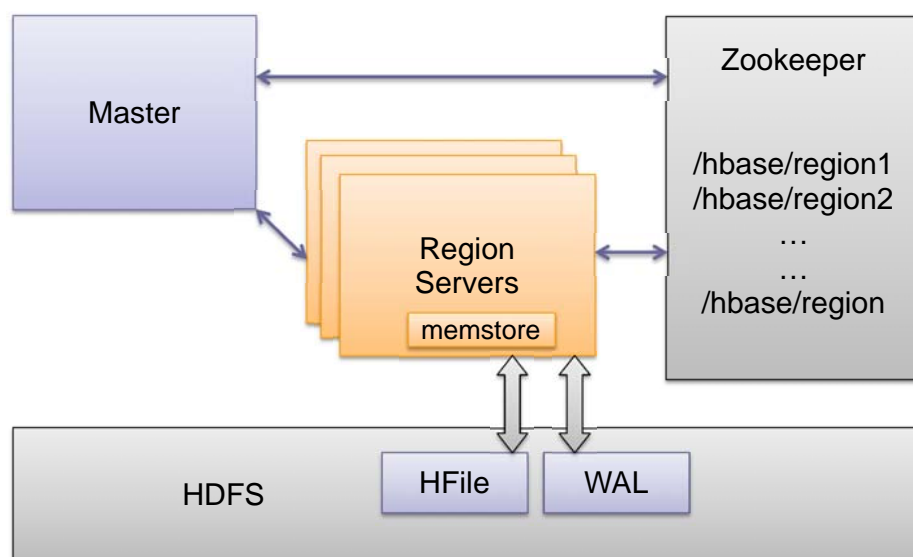 Master
Zookeeper
/hbase/region1
/hbase/region2
…
…
/hbase/region
Region
Servers
memstore
HDFS
HFile
WAL